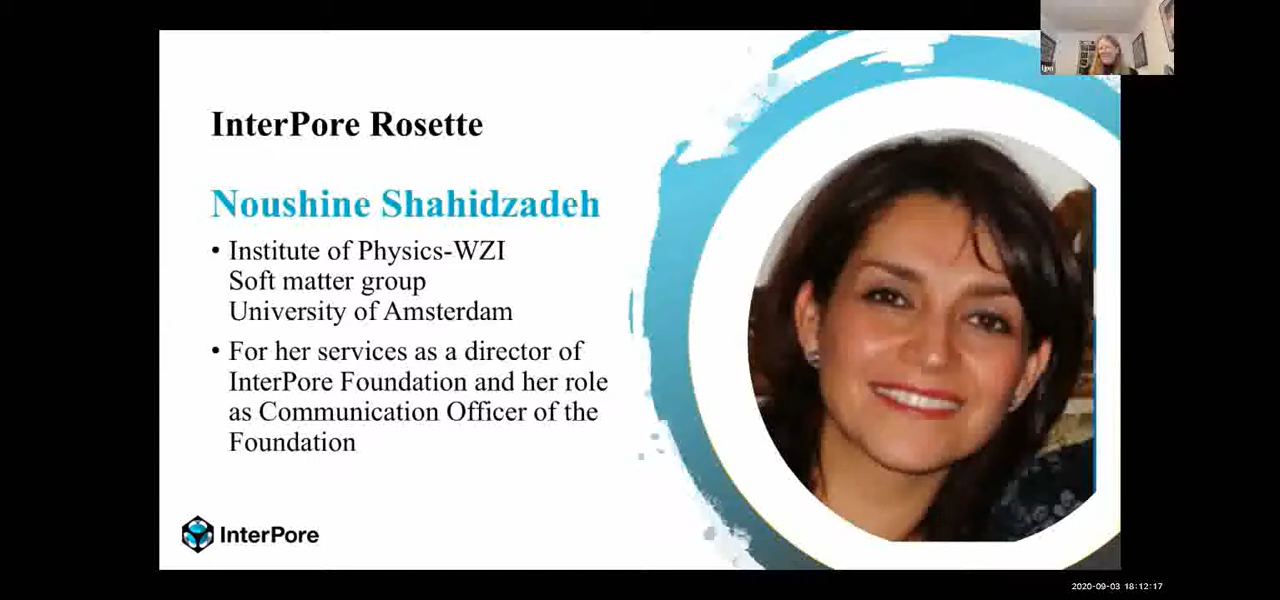 InterPore Rosette
Noushine Shahidzadeh
• Institute of Physics-WZI
Soft matter group
University of Amsterdam
• For her services as a director of
InterPore Foundation and her role
as Communication Officer of the
Foundation
InterPore
2020-09-03 18:12:17